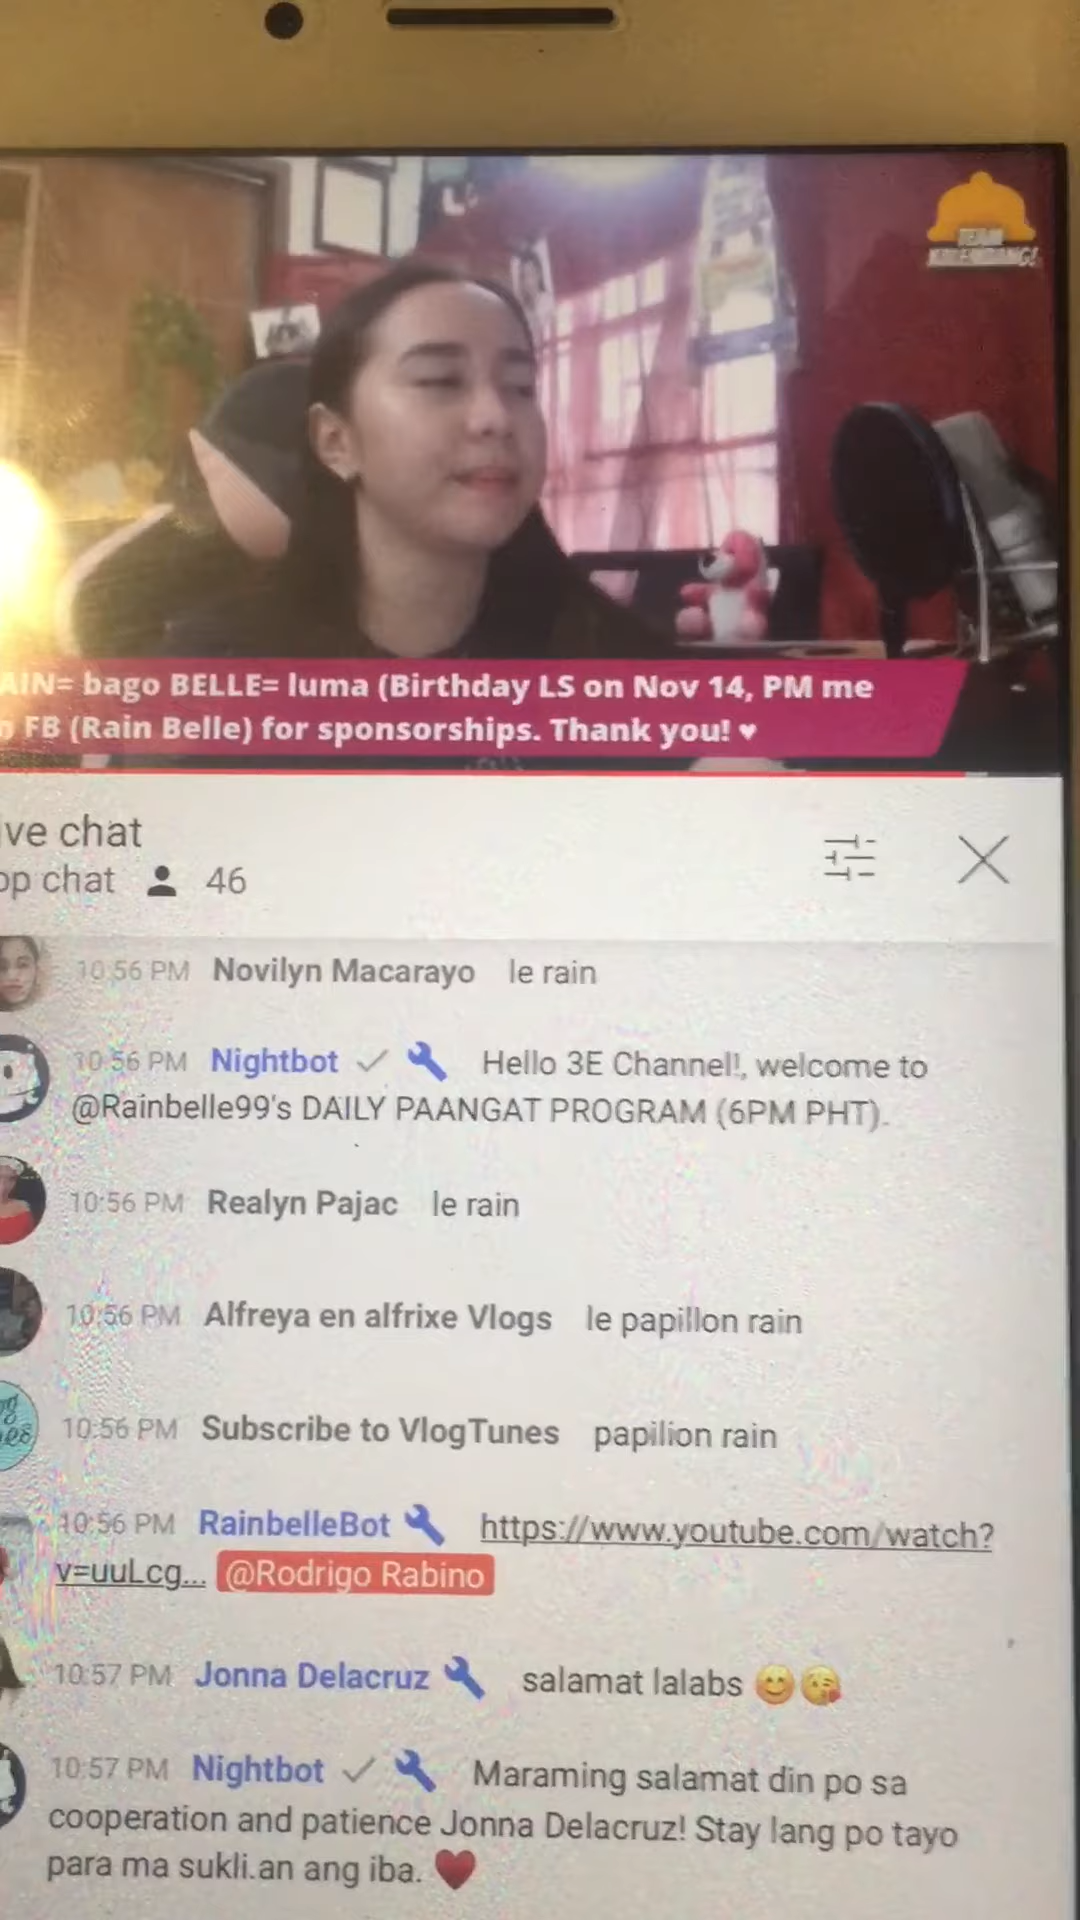 TEAM
AIN= bago BELLE= luma (Birthday LS on Nov 14, PM me
FB (Rain Belle) for sponsorships. Thank you! ♥
ve chat
op chat 46
10:56 PM Novilyn Macarayo le rain
10:56 PM Nightbot Hello 3E Channel!, welcome to
@Rainbelle99's DAILY PAANGAT PROGRAM (6PM PHT).
10:56 PM Realyn Pajac le rain
10:56 PM Alfreya en alfrixe Vlogs le papillon rain
10:56 PM Subscribe to VlogTunes papilion rain
10:56 PM RainbelleBot https://www.youtube.com/watch?
v=uuLcg... @Rodrigo Rabino
10:57 PM Jonna Delacruz salamat lalabs 😊😘
10:57 PM Nightbot Maraming salamat din po sa
cooperation and patience Jonna Delacruz! Stay lang po tayo
para ma sukli.an ang iba. ♥